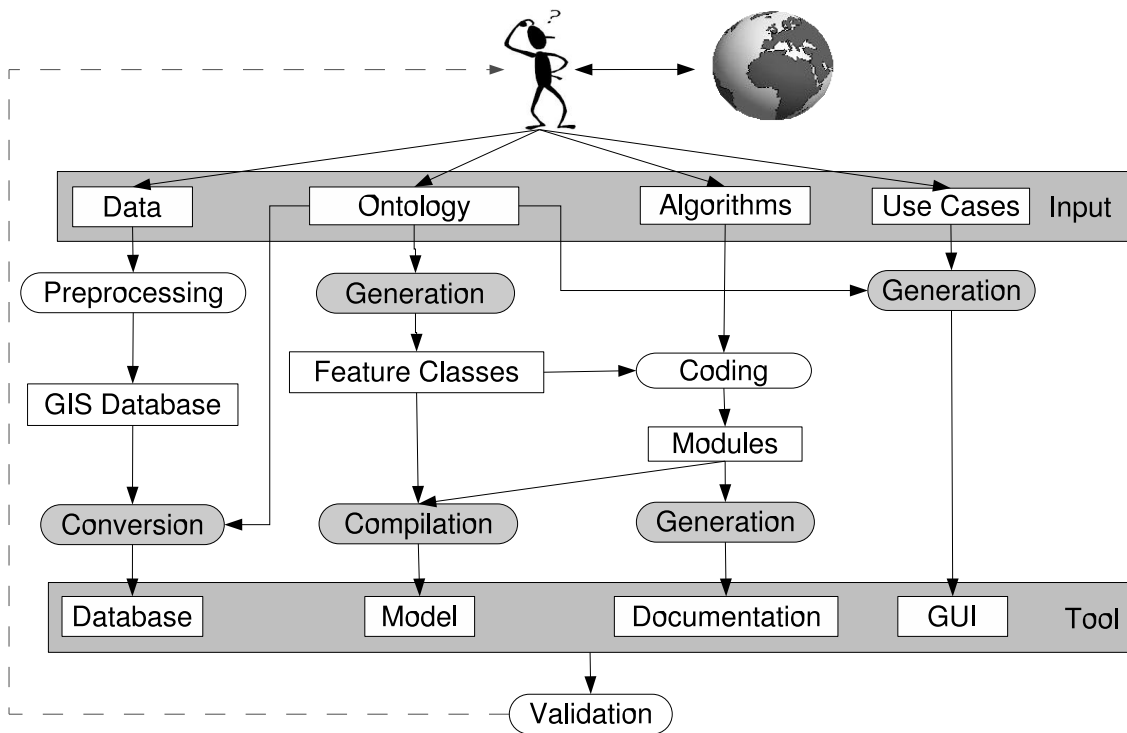 ?
Data
Ontology
Algorithms
Use Cases
Input
Preprocessing
Generation
Generation
Feature Classes
Coding
GIS Database
Modules
Conversion
Compilation
Generation
Database
Model
Documentation
GUI
Tool
Validation